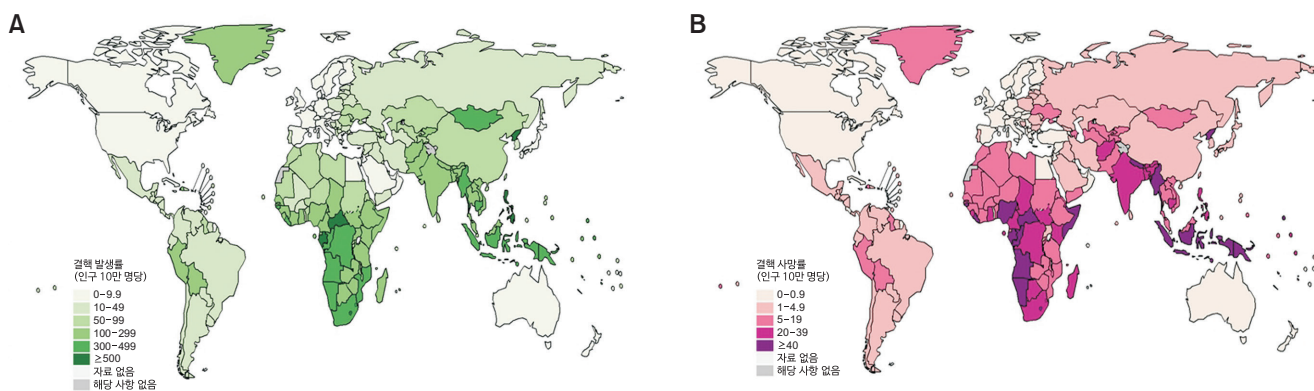 A
결핵 발생률
(인구 10만 명당)
0-9.9
10-49
50-99
100-299
300-499
≥500
자료 없음
해당 사항 없음
B
결핵 사망률
(인구 10만 명당)
0-0.9
1-4.9
5-19
20-39
≥40
자료 없음
해당 사항 없음